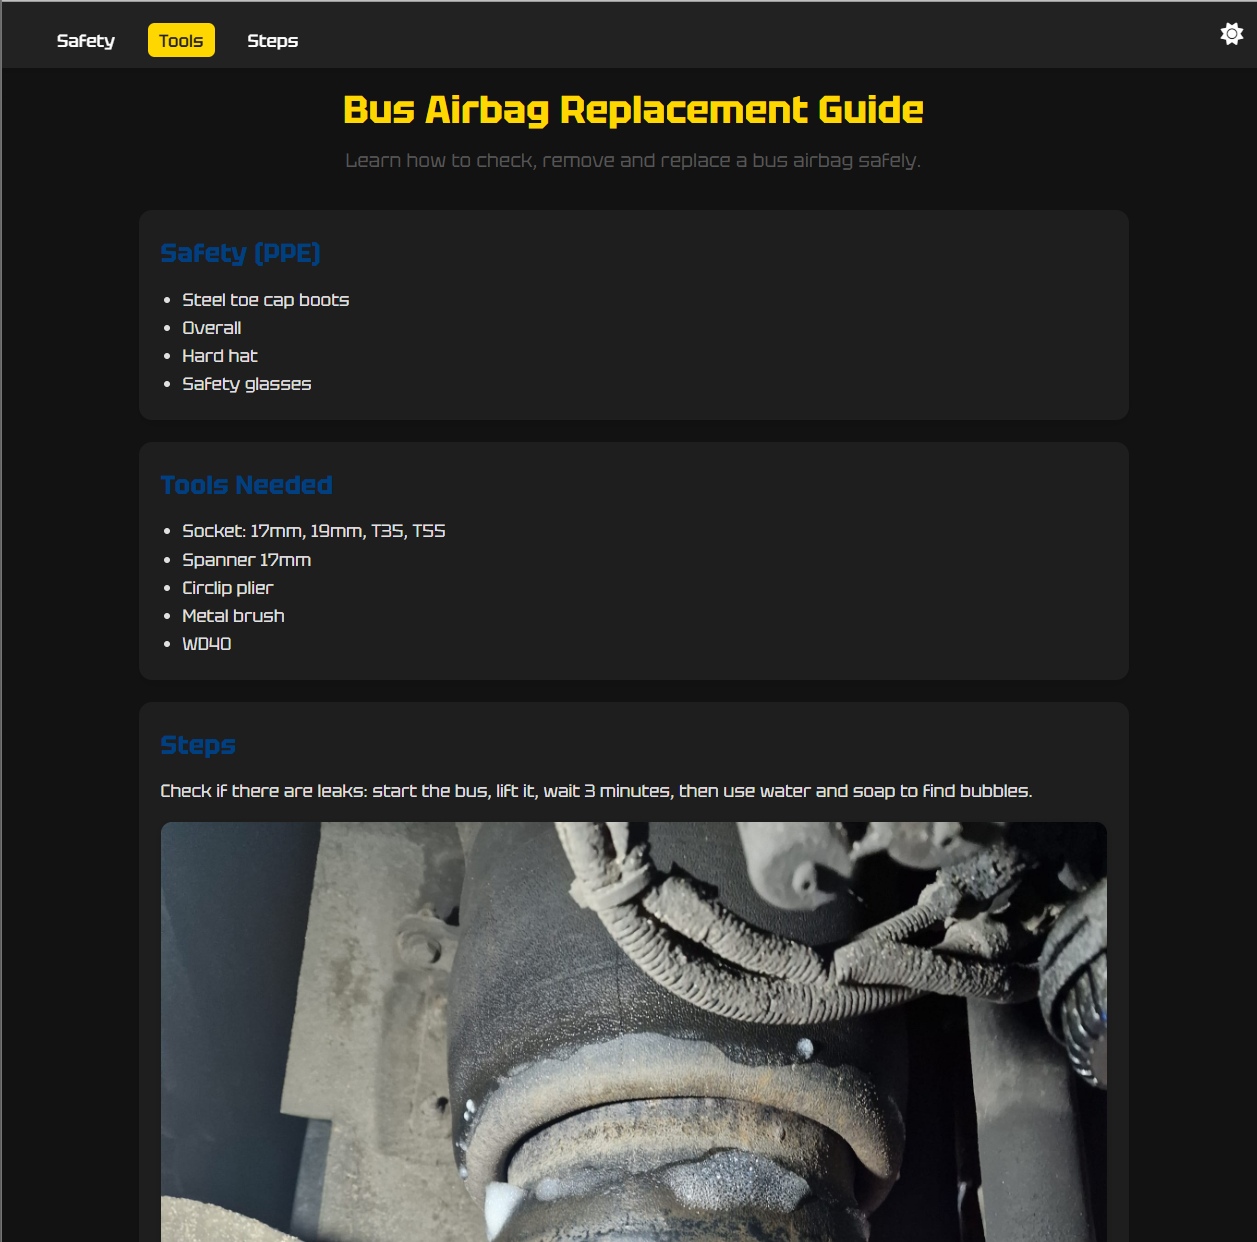 Safety Tools Steps
Bus Airbag Replacement Guide
Learn how to check, remove and replace a bus airbag safely.
Safety (PPE)
Steel toe cap boots
Overall
Hard hat
Safety glasses
Tools Needed
Socket: 17mm, 19mm, T35, T55
Spanner 17mm
Circlip plier
Metal brush
WD40
Steps
Check if there are leaks: start the bus, lift it, wait 3 minutes, then use water and soap to find bubbles.